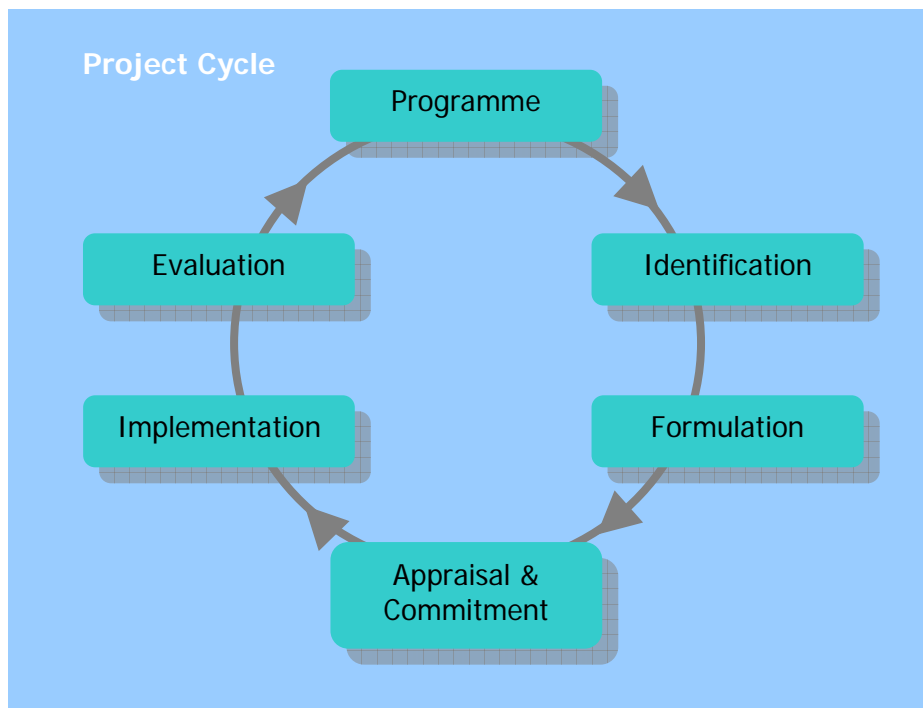 Project Cycle
Programme
Identification
Formulation
Appraisal &
Commitment
Implementation
Evaluation